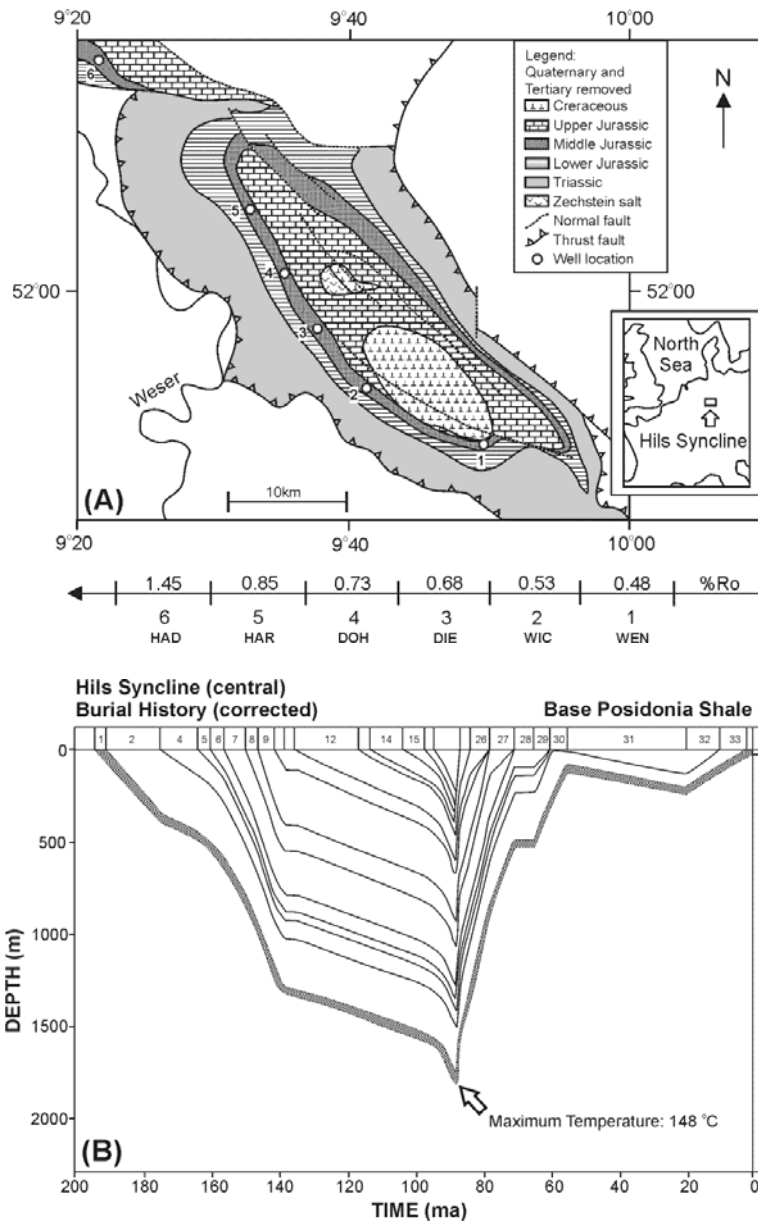 9°20
9°40
10°00
6
5
4
3
2
1
52°00
52°00
Weser
Legend:
Quaternary and
Tertiary removed
Creraceous
Upper Jurassic
Middle Jurassic
Lower Jurassic
Triassic
Zechstein salt
Normal fault
Thrust fault
Well location
N
North
Sea
Hils Syncline
(A)
10km
9°20
9°40
10°00
1.45 0.85 0.73 0.68 0.53 0.48 %Ro
6 5 4 3 2 1
HAD HAR DOH DIE WIC WEN
Hils Syncline (central)
Burial History (corrected)
Base Posidonia Shale
1 2 4 5 6 7 8 9 12 14 15 26 27 28 29 30 31 32 33
0
500
1000
1500
2000
DEPTH (m)
Maximum Temperature: 148 °C
(B)
200 180 160 140 120 100 80 60 40 20 0
TIME (ma)